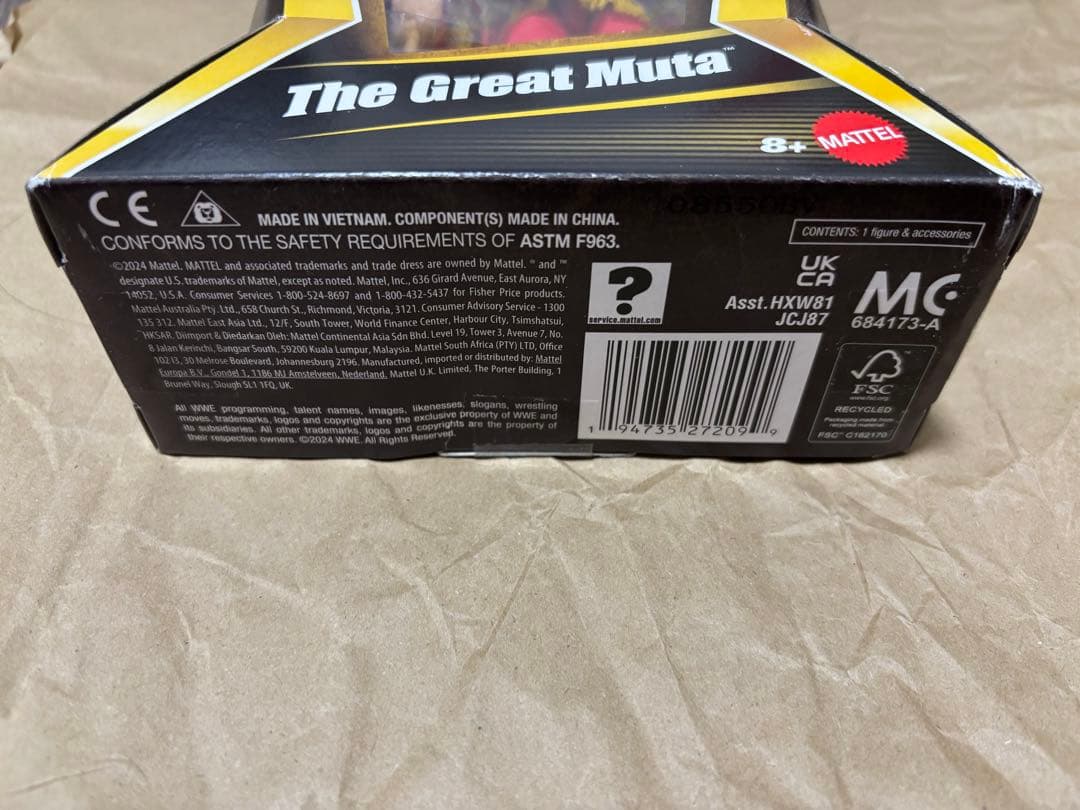 The Great Muta™
8+ MATTEL
CE
MADE IN VIETNAM. COMPONENT(S) MADE IN CHINA.
CONFORMS TO THE SAFETY REQUIREMENTS OF ASTM F963.
©2024 Mattel. MATTEL and associated trademarks and trade dress are owned by Mattel. ® and ™
designate U.S. trademarks of Mattel, except as noted. Mattel, Inc., 636 Girard Avenue, East Aurora, NY
14052, U.S.A. Consumer Services 1-800-524-8697 and 1-800-432-5437 for Fisher Price products.
Mattel Australia Pty. Ltd., 658 Church St., Richmond, Victoria, 3121. Consumer Advisory Service - 1300
135 312. Mattel East Asia Ltd., 12/F, South Tower, World Finance Center, Harbour City, Tsimshatsui,
HKSAR. Diimport & Diedarkan Oleh: Mattel Continental Asia Sdn Bhd. Level 19, Tower 3, Avenue 7, No.
8 Jalan Kerinchi, Bangsar South, 59200 Kuala Lumpur, Malaysia. Mattel South Africa (PTY) LTD, Office
102 I3, 30 Melrose Boulevard, Johannesburg 2196. Manufactured, imported or distributed by: Mattel
Europa B.V., Gondel 1, 1186 MJ Amstelveen, Nederland. Mattel U.K. Limited, The Porter Building, 1
Brunel Way, Slough SL1 1FQ, UK.
All WWE programming, talent names, images, likenesses, slogans, wrestling
moves, trademarks, logos and copyrights are the exclusive property of WWE and
its subsidiaries. All other trademarks, logos and copyrights are the property of
their respective owners. ©2024 WWE. All Rights Reserved.
?
service.mattel.com
CONTENTS: 1 figure & accessories
UK
CA
Asst.HXW81
JCJ87
MC
684173-A
1 94735 27209 9
FSC
www.fsc.org
RECYCLED
Packaging made from
recycled material
FSC™ C162170